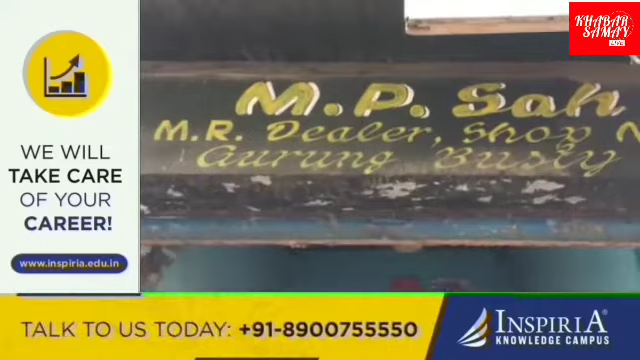 KHABAR
SAMAY
WE WILL
TAKE CARE
OF YOUR
CAREER!
www.inspiria.edu.in
M.P. Sah
M.R. Dealer, Shop N
Gurung Busty
TALK TO US TODAY: +91-8900755550
INSPIRIA
KNOWLEDGE CAMPUS